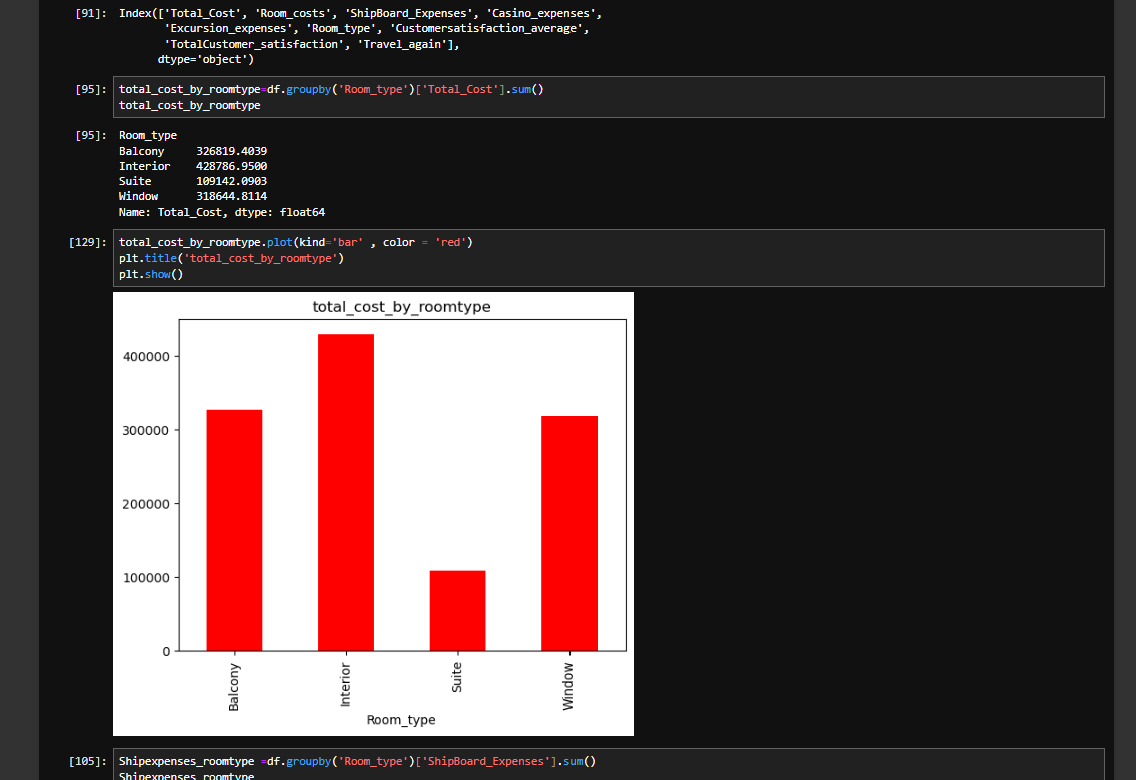 [91]: Index(['Total_Cost', 'Room_costs', 'ShipBoard_Expenses', 'Casino_expenses',
'Excursion_expenses', 'Room_type', 'Customersatisfaction_average',
'TotalCustomer_satisfaction', 'Travel_again'],
dtype='object')
[95]: total_cost_by_roomtype=df.groupby('Room_type')['Total_Cost'].sum()
total_cost_by_roomtype
[95]: Room_type
Balcony 326819.4039
Interior 428786.9500
Suite 109142.0903
Window 318644.8114
Name: Total_Cost, dtype: float64
[129]: total_cost_by_roomtype.plot(kind='bar' , color = 'red')
plt.title('total_cost_by_roomtype')
plt.show()
total_cost_by_roomtype
400000
300000
200000
100000
0
Balcony
Interior
Suite
Window
Room_type
[105]: Shipexpenses_roomtype =df.groupby('Room_type')['ShipBoard_Expenses'].sum()
Shipexpenses_roomtype